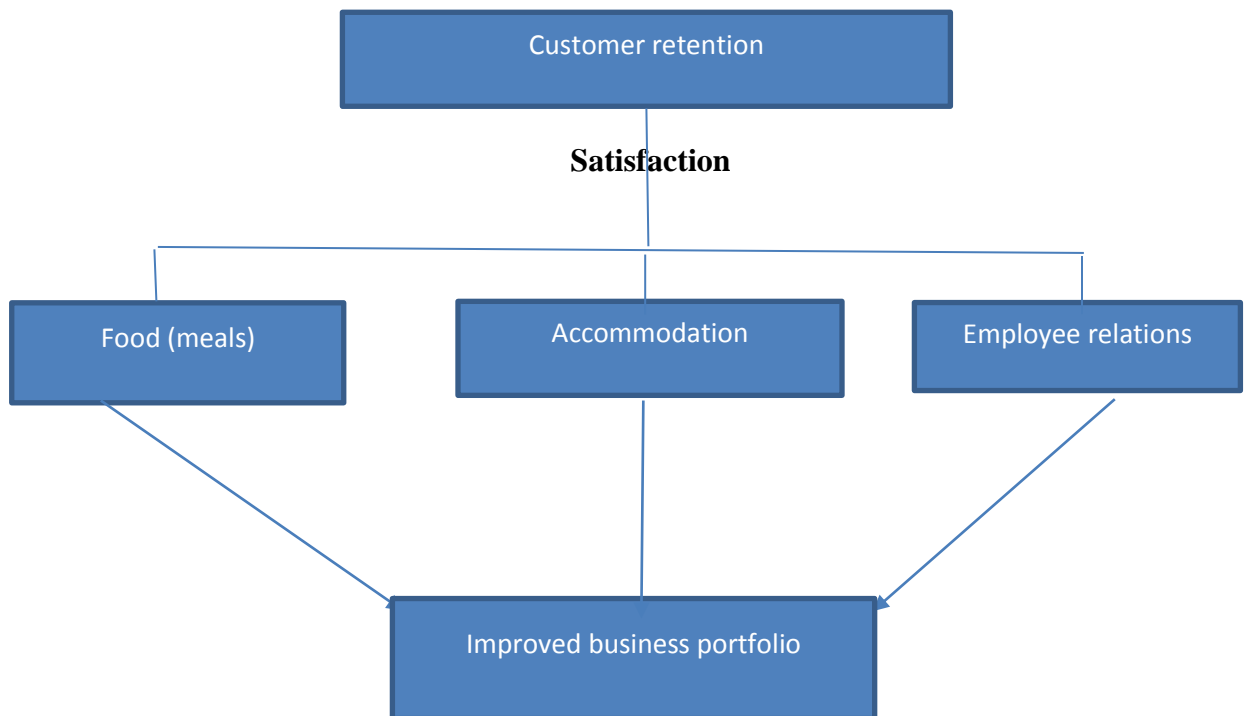 Customer retention
Satisfaction
Food (meals)
Accommodation
Employee relations
Improved business portfolio